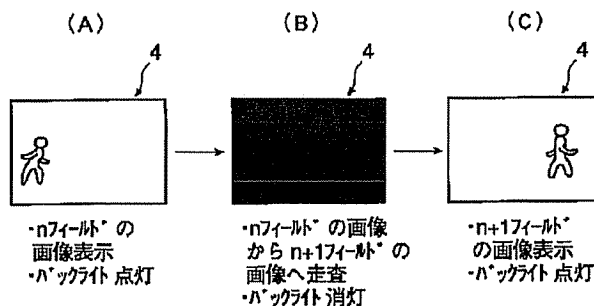 (A)
(B)
(C)
4
4
4
・nフィールドの
画像表示
・バックライト点灯
・nフィールドの画像
からn+1フィールドの
画像へ走査
・バックライト消灯
・n+1フィールド
の画像表示
・バックライト点灯